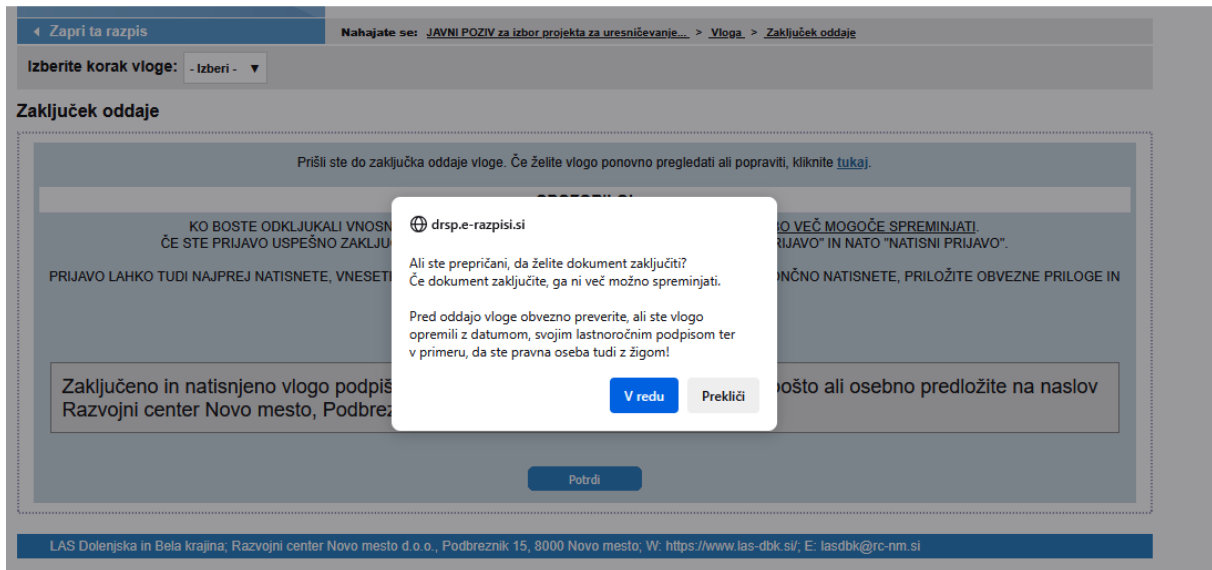 Zapri ta razpis
Nahajate se: JAVNI POZIV za izbor projekta za uresničevanje... > Vloga > Zaključek oddaje
Izberite korak vloge: - Izberi -
Zaključek oddaje
Prišli ste do zaključka oddaje vloge. Če želite vlogo ponovno pregledati ali popraviti, kliknite tukaj.
KO BOSTE ODKLJUKALI VNOSN
BO VEČ MOGOČE SPREMINJATI.
ČE STE PRIJAVO USPEŠNO ZAKLJU
RIJAVO" IN NATO "NATISNI PRIJAVO".
PRIJAVO LAHKO TUDI NAJPREJ NATISNETE, VNESETE
ONČNO NATISNETE, PRILOŽITE OBVEZNE PRILOGE IN
drsp.e-razpisi.si
Ali ste prepričani, da želite dokument zaključiti?
Če dokument zaključite, ga ni več možno spreminjati.
Pred oddajo vloge obvezno preverite, ali ste vlogo
opremili z datumom, svojim lastnoročnim podpisom ter
v primeru, da ste pravna oseba tudi z žigom!
V redu
Prekliči
Zaključeno in natisnjeno vlogo podpiš
pošto ali osebno predložite na naslov
Razvojni center Novo mesto, Podbrez
Potrdi
LAS Dolenjska in Bela krajina; Razvojni center Novo mesto d.o.o., Podbreznik 15, 8000 Novo mesto; W: https://www.las-dbk.si/; E: lasdbk@rc-nm.si